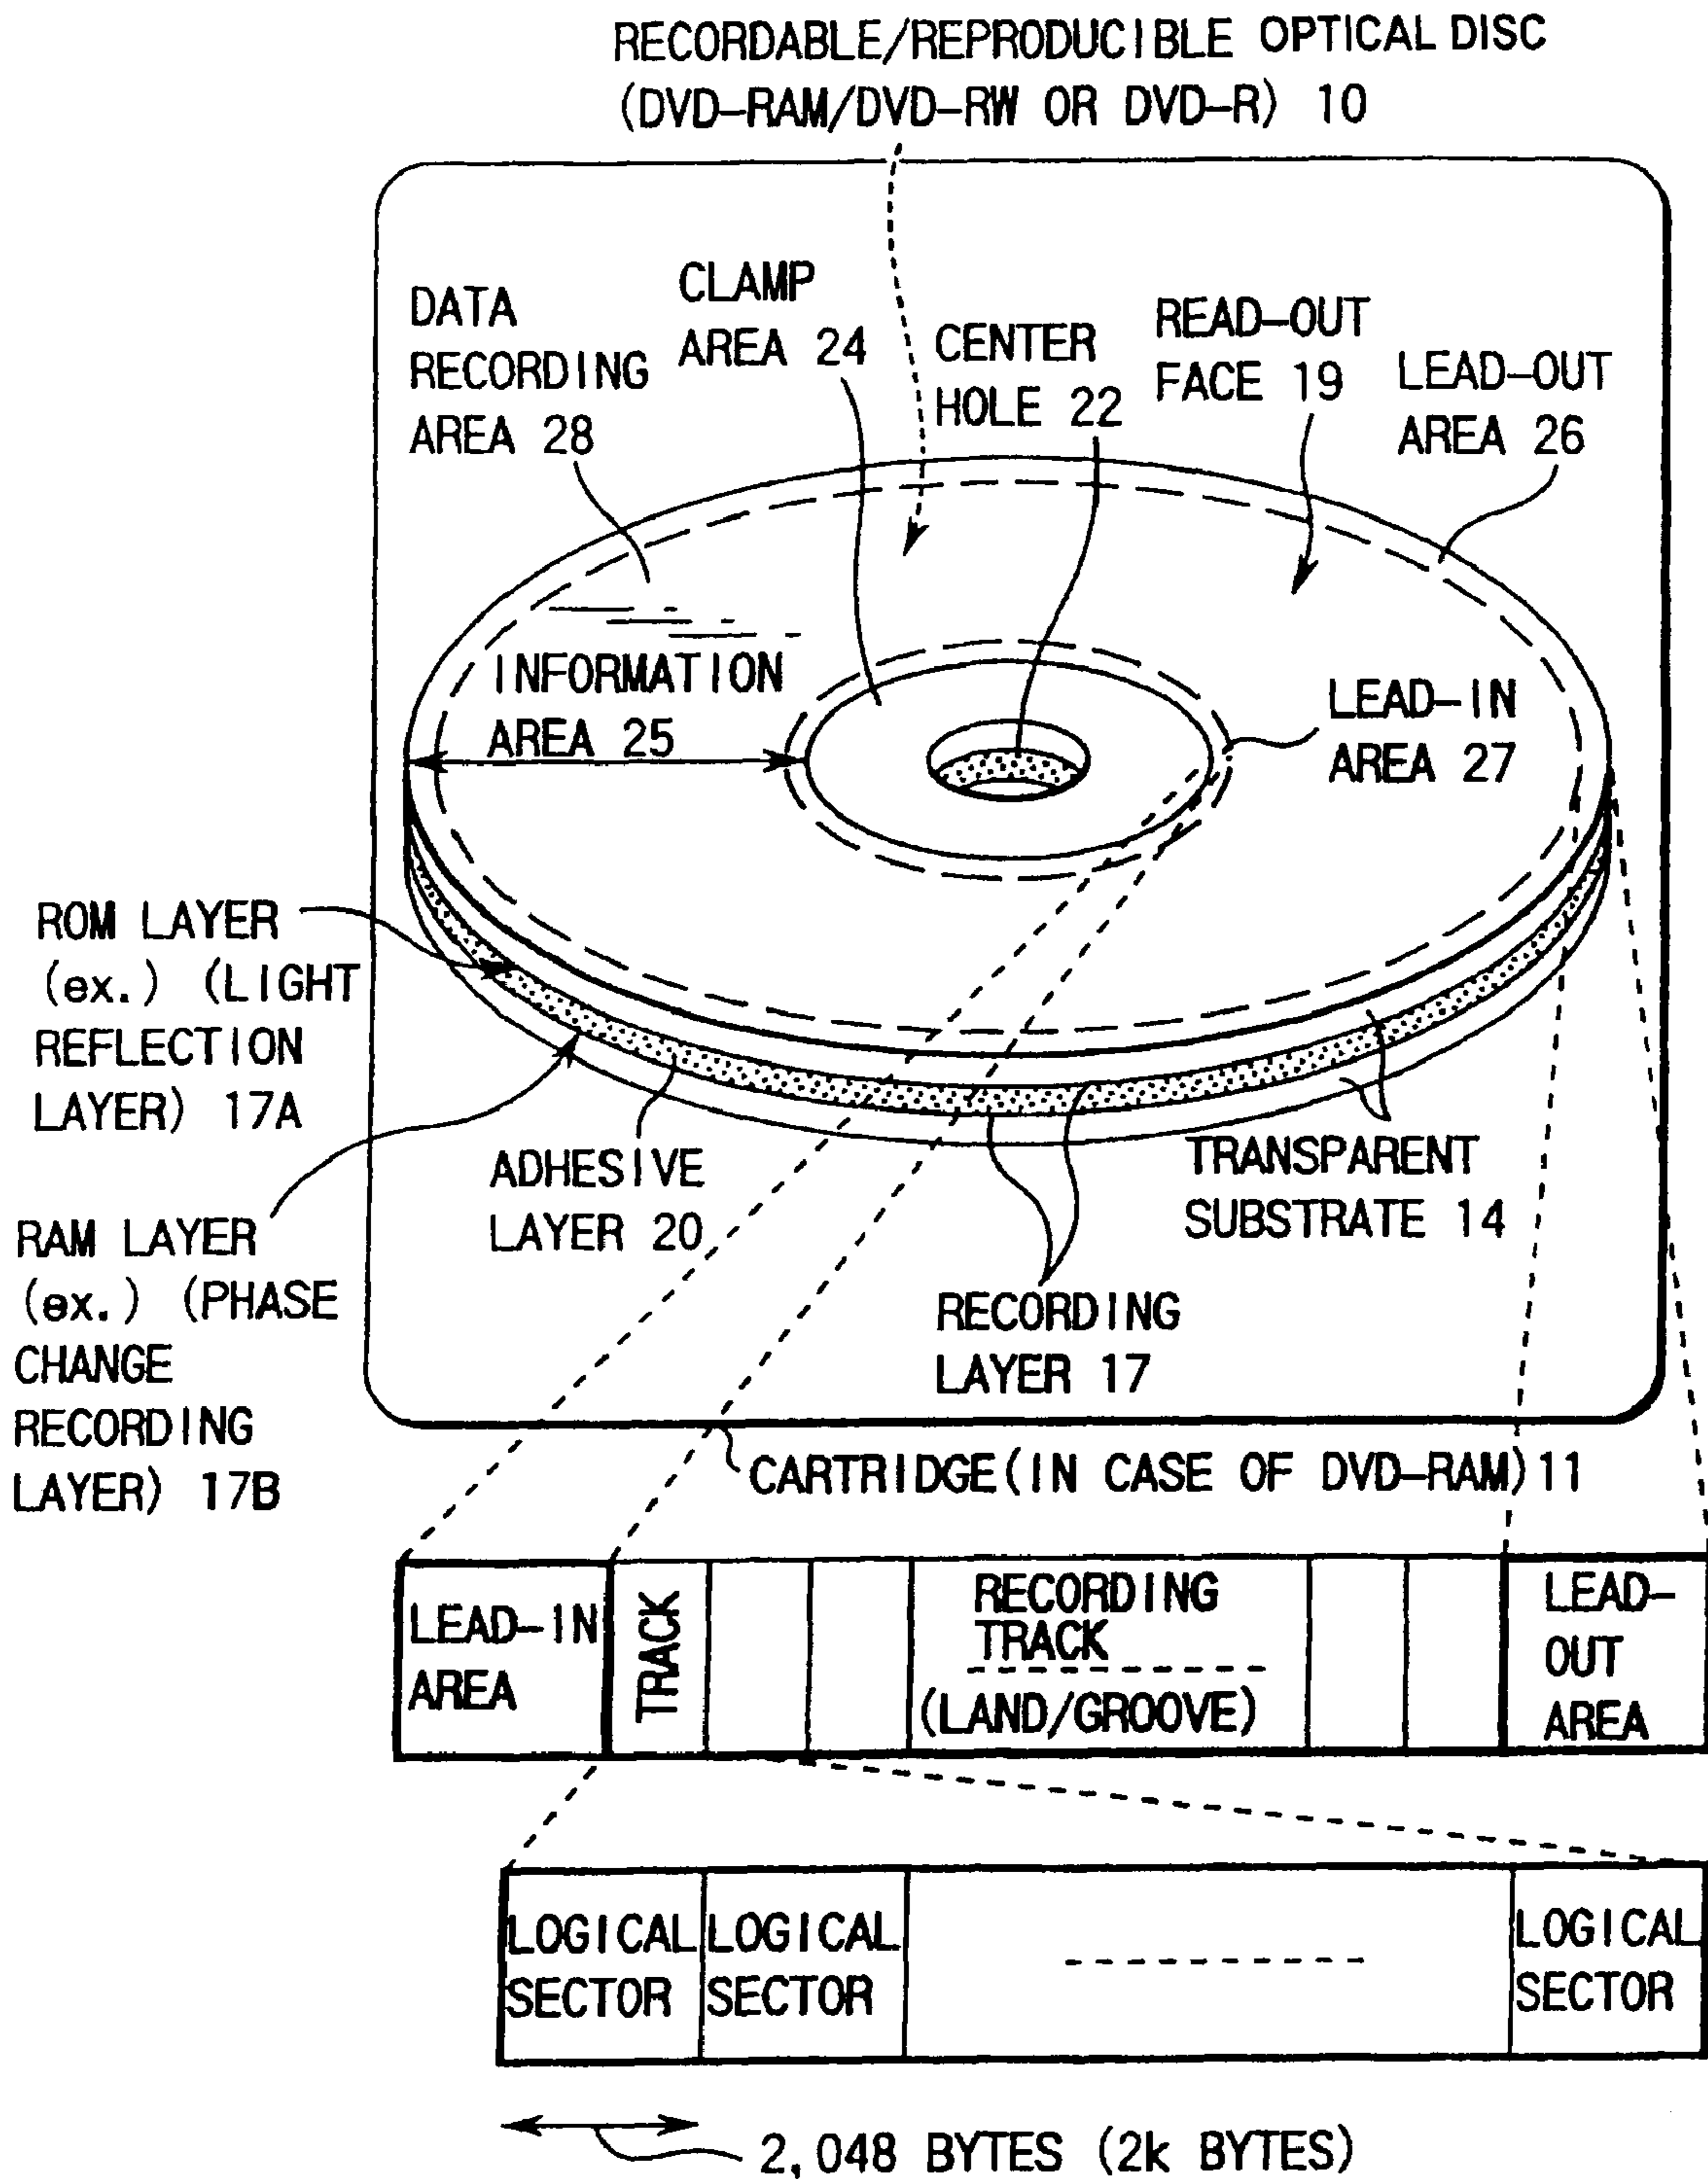 RECORDABLE/REPRODUCIBLE OPTICAL DISC
(DVD-RAM/DVD-RW OR DVD-R) 10
DATA
RECORDING
AREA 28
CLAMP
AREA 24
CENTER
HOLE 22
READ-OUT
FACE 19
LEAD-OUT
AREA 26
INFORMATION
AREA 25
LEAD-IN
AREA 27
ROM LAYER
(ex.) (LIGHT
REFLECTION
LAYER) 17A
RAM LAYER
(ex.) (PHASE
CHANGE
RECORDING
LAYER) 17B
ADHESIVE
LAYER 20
TRANSPARENT
SUBSTRATE 14
RECORDING
LAYER 17
CARTRIDGE(IN CASE OF DVD-RAM)11
LEAD-IN
AREA
TRACK
RECORDING
TRACK
(LAND/GROOVE)
LEAD-
OUT
AREA
LOGICAL
SECTOR
LOGICAL
SECTOR
LOGICAL
SECTOR
2,048 BYTES (2k BYTES)